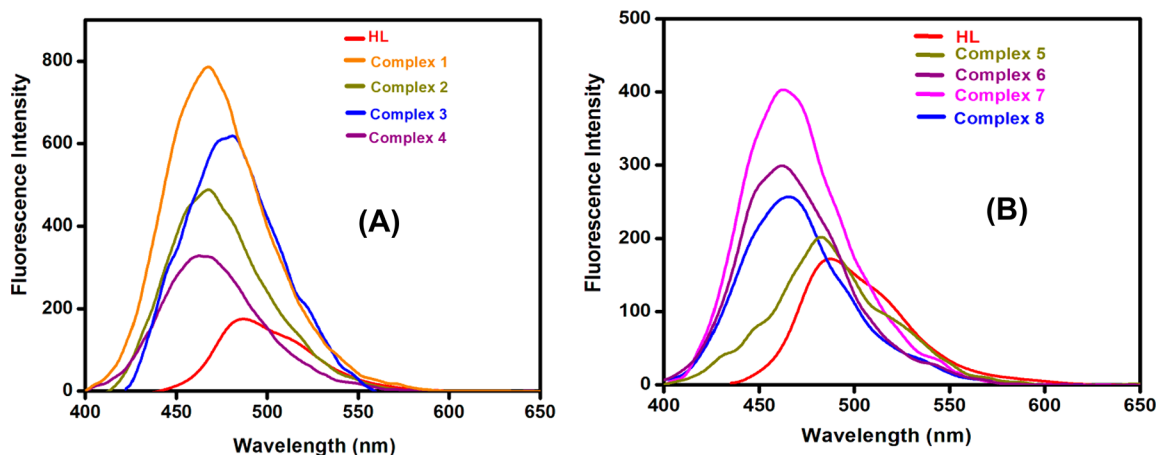 HL
Complex 1
Complex 2
Complex 3
Complex 4
(A)
Fluorescence Intensity
800
600
400
200
0
400 450 500 550 600 650
Wavelength (nm)
HL
Complex 5
Complex 6
Complex 7
Complex 8
(B)
Fluorescence Intensity
500
400
300
200
100
0
400 450 500 550 600 650
Wavelength (nm)